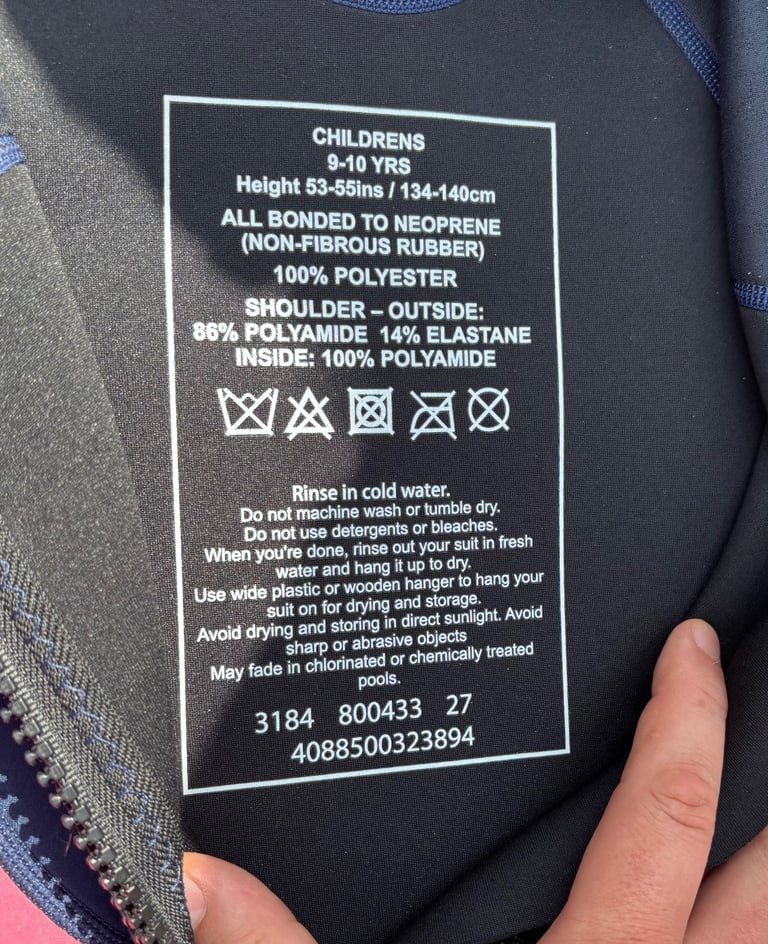 CHILDRENS
9-10 YRS
Height 53-55ins / 134-140cm
ALL BONDED TO NEOPRENE
(NON-FIBROUS RUBBER)
100% POLYESTER
SHOULDER – OUTSIDE:
86% POLYAMIDE 14% ELASTANE
INSIDE: 100% POLYAMIDE
Rinse in cold water.
Do not machine wash or tumble dry.
Do not use detergents or bleaches.
When you're done, rinse out your suit in fresh
water and hang it up to dry.
Use wide plastic or wooden hanger to hang your
suit on for drying and storage.
Avoid drying and storing in direct sunlight. Avoid
sharp or abrasive objects
May fade in chlorinated or chemically treated
pools.
3184 800433 27
4088500323894